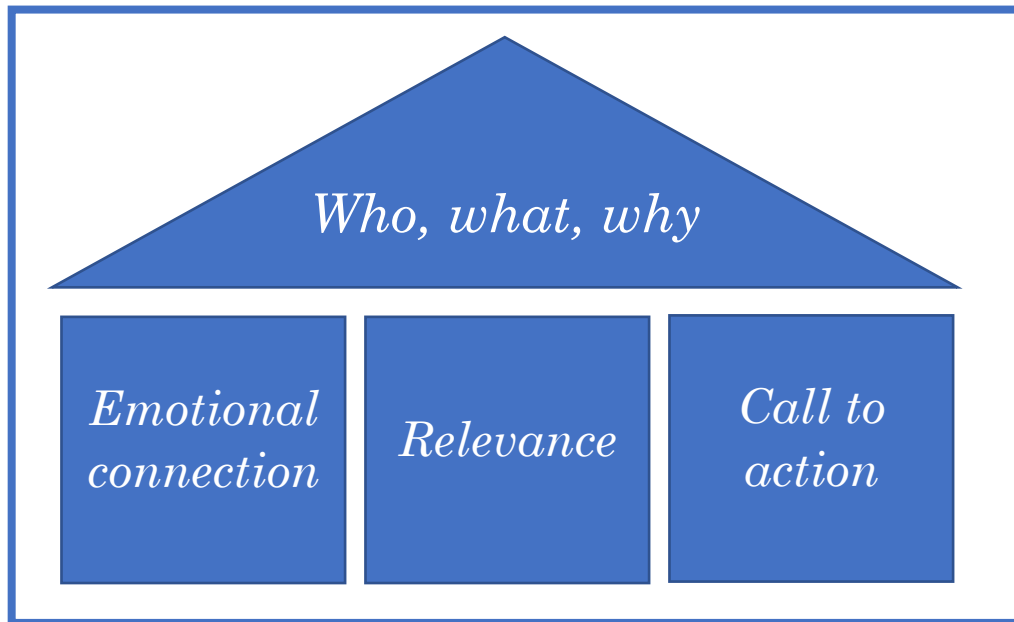 Who, what, why
Emotional
connection
Relevance
Call to
action